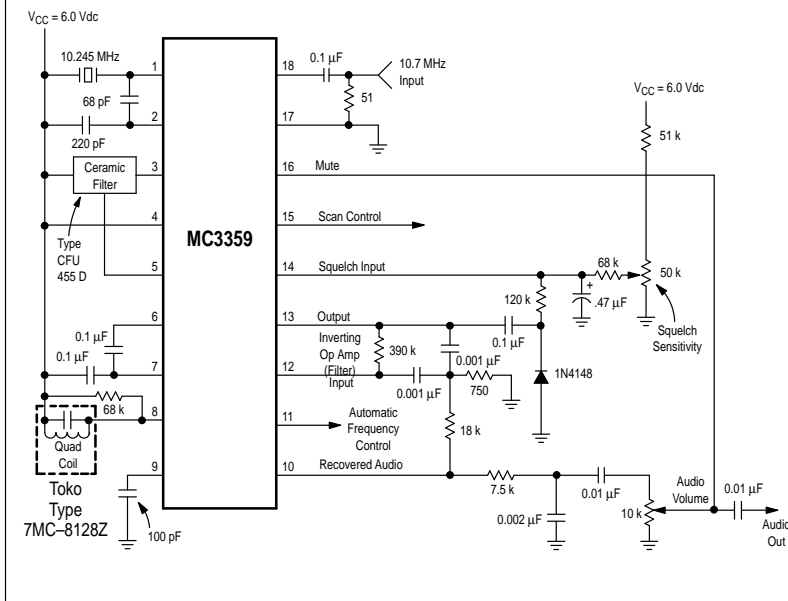 VCC = 6.0 Vdc
10.245 MHz
68 pF
220 pF
Ceramic
Filter
Type
CFU
455 D
0.1 µF
0.1 µF
68 k
Quad
Coil
Toko
Type
7MC–8128Z
100 pF
1
2
3
4
5
6
7
8
9
MC3359
18
17
16
15
14
13
12
11
10
0.1 µF
10.7 MHz
Input
51
Mute
Scan Control
Squelch Input
Output
Inverting
Op Amp
(Filter)
Input
Automatic
Frequency
Control
Recovered Audio
VCC = 6.0 Vdc
51 k
68 k
50 k
+
.47 µF
Squelch
Sensitivity
120 k
0.1 µF
390 k
0.001 µF
0.001 µF
750
1N4148
18 k
7.5 k
0.01 µF
0.002 µF
10 k
Audio
Volume
0.01 µF
Audio
Out